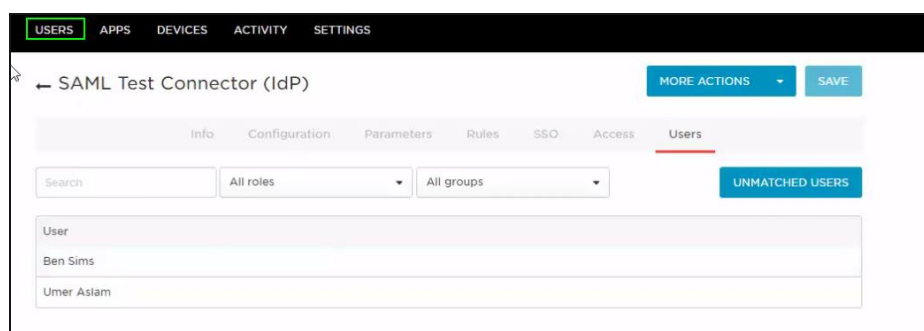 USERS APPS DEVICES ACTIVITY SETTINGS
← SAML Test Connector (IdP) MORE ACTIONS SAVE
Info Configuration Parameters Rules SSO Access Users
Search All roles All groups UNMATCHED USERS
User
Ben Sims
Umer Aslam